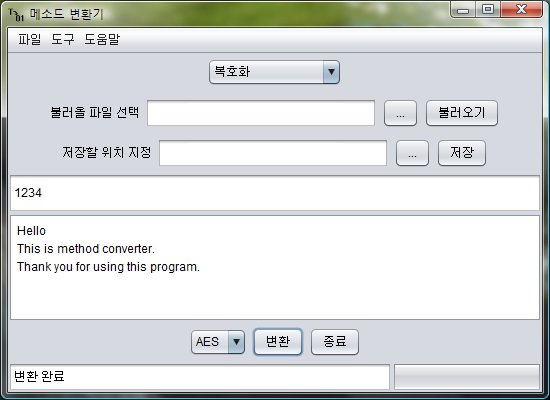 메소드 변환기
파일 도구 도움말
복호화
불러올 파일 선택 ... 불러오기
저장할 위치 지정 ... 저장
1234
Hello
This is method converter.
Thank you for using this program.
AES 변환 종료
변환 완료